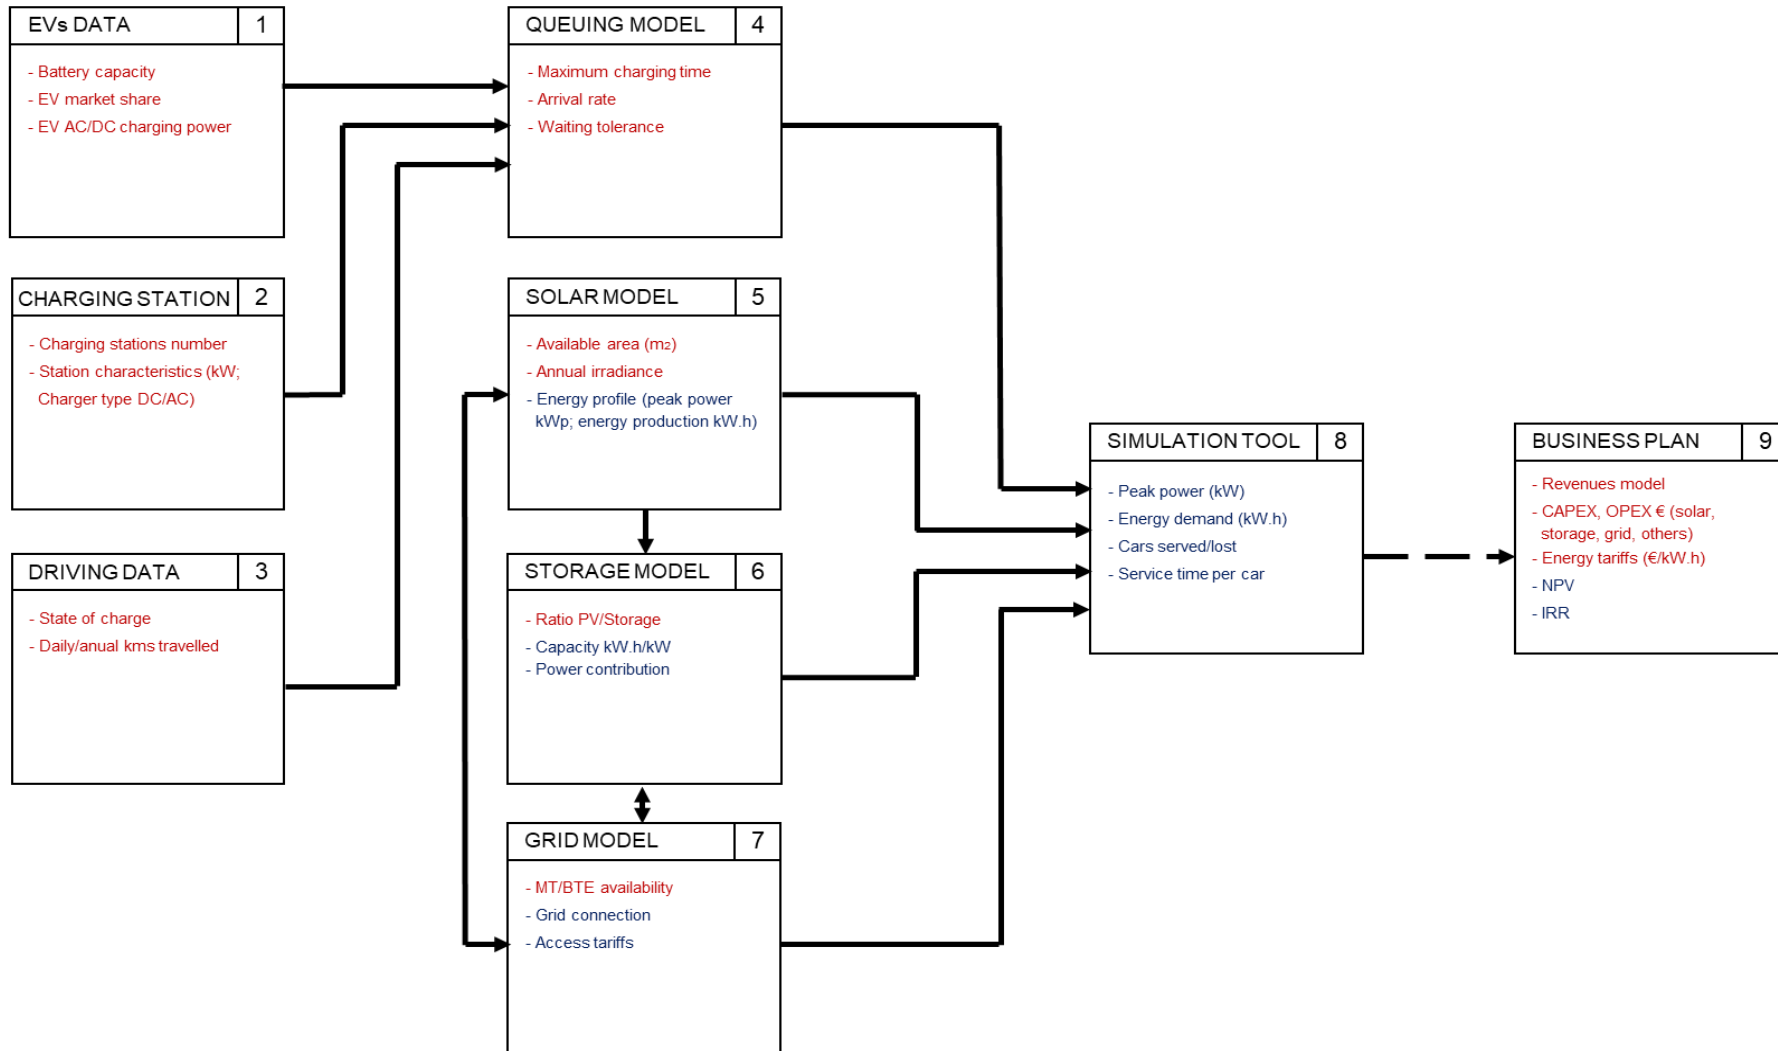 EVs DATA 1
- Battery capacity
- EV market share
- EV AC/DC charging power
CHARGING STATION 2
- Charging stations number
- Station characteristics (kW;
Charger type DC/AC)
DRIVING DATA 3
- State of charge
- Daily/anual kms travelled
QUEUING MODEL 4
- Maximum charging time
- Arrival rate
- Waiting tolerance
SOLAR MODEL 5
- Available area (m2)
- Annual irradiance
- Energy profile (peak power
kWp; energy production kW.h)
STORAGE MODEL 6
- Ratio PV/Storage
- Capacity kW.h/kW
- Power contribution
GRID MODEL 7
- MT/BTE availability
- Grid connection
- Access tariffs
SIMULATION TOOL 8
- Peak power (kW)
- Energy demand (kW.h)
- Cars served/lost
- Service time per car
BUSINESS PLAN 9
- Revenues model
- CAPEX, OPEX € (solar,
storage, grid, others)
- Energy tariffs (€/kW.h)
- NPV
- IRR